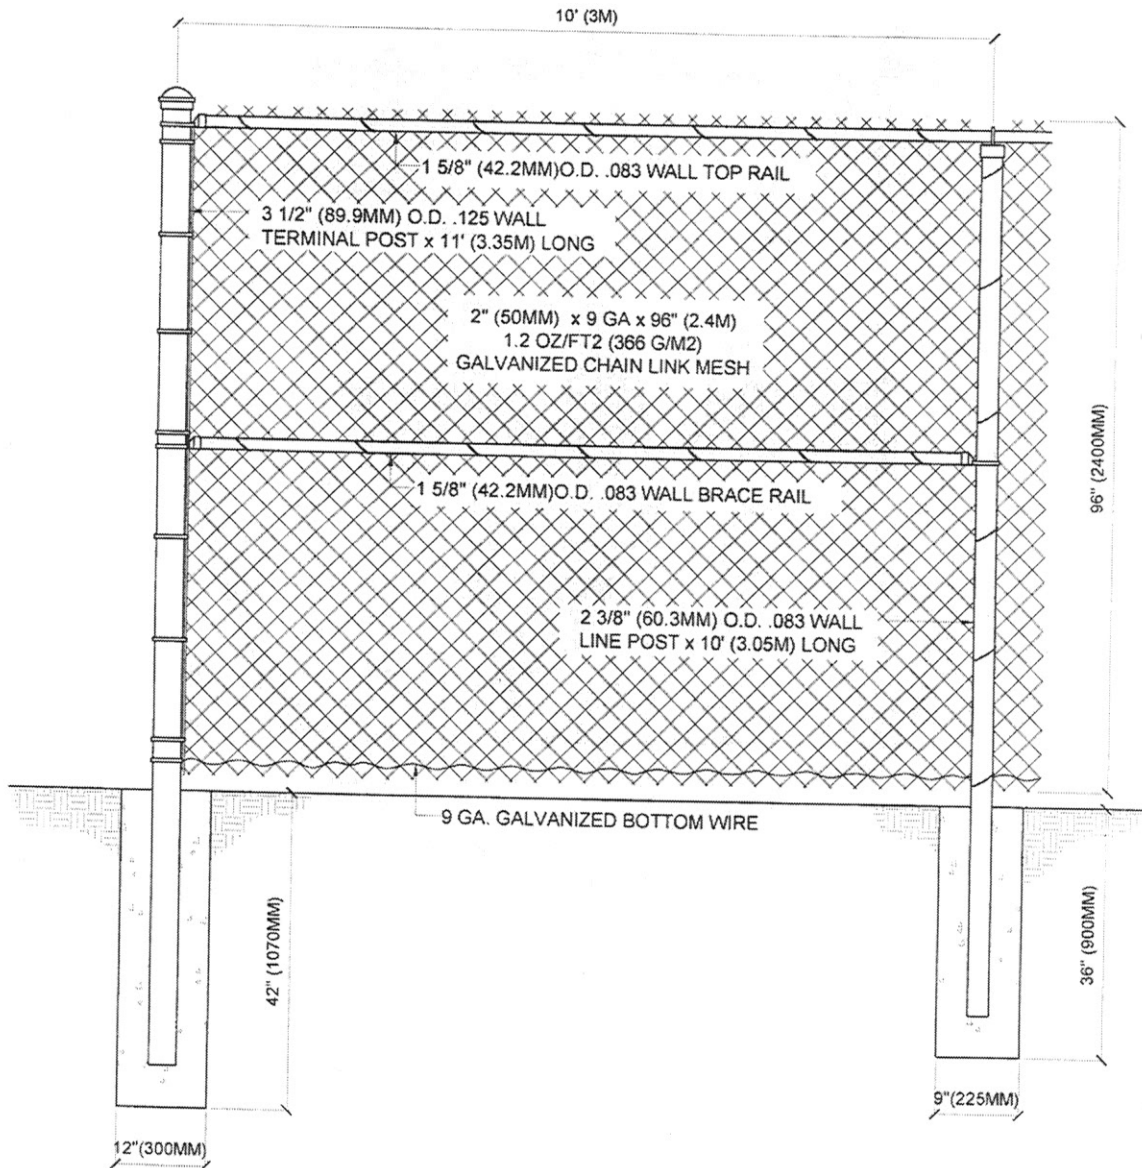 10' (3M)
1 5/8" (42.2MM)O.D. .083 WALL TOP RAIL
3 1/2" (89.9MM) O.D. .125 WALL
TERMINAL POST x 11' (3.35M) LONG
2" (50MM) x 9 GA x 96" (2.4M)
1.2 OZ/FT2 (366 G/M2)
GALVANIZED CHAIN LINK MESH
96" (2400MM)
1 5/8" (42.2MM)O.D. .083 WALL BRACE RAIL
2 3/8" (60.3MM) O.D. .083 WALL
LINE POST x 10' (3.05M) LONG
9 GA. GALVANIZED BOTTOM WIRE
42" (1070MM)
36" (900MM)
9"(225MM)
12"(300MM)